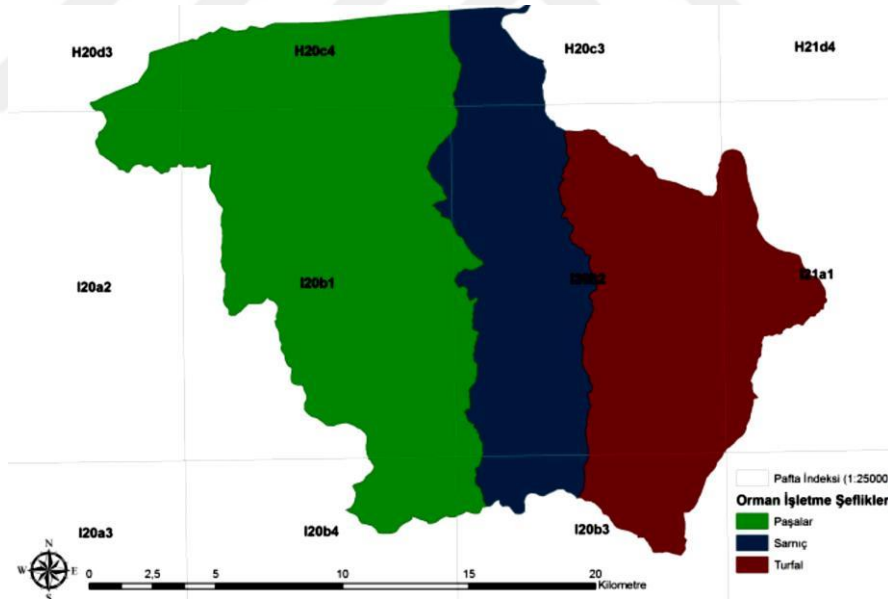 H20d3 H20c4 H20c3 H21d4
I20a2 I20b1 I20b2 I21a1
I20a3 I20b4 I20b3
Pafta İndeksi (1:25000
Orman İşletme Şeflikler
Paşalar
Sarnıç
Turfal
N
W E
S
0 2,5 5 10 15 20
Kilometre